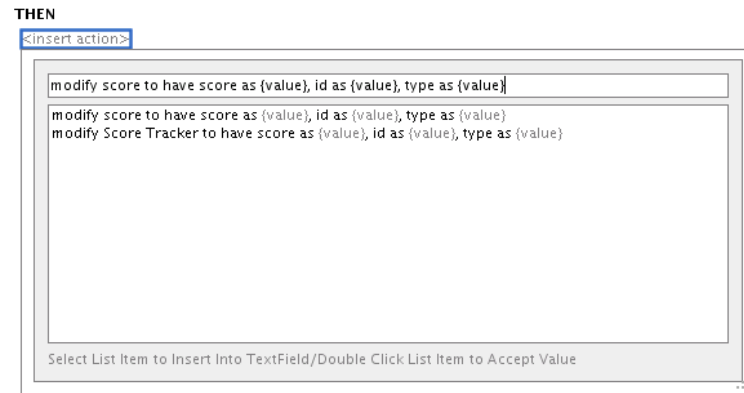 THEN
<insert action>
modify score to have score as {value}, id as {value}, type as {value}
modify score to have score as {value}, id as {value}, type as {value}
modify Score Tracker to have score as {value}, id as {value}, type as {value}
Select List Item to Insert Into TextField/Double Click List Item to Accept Value